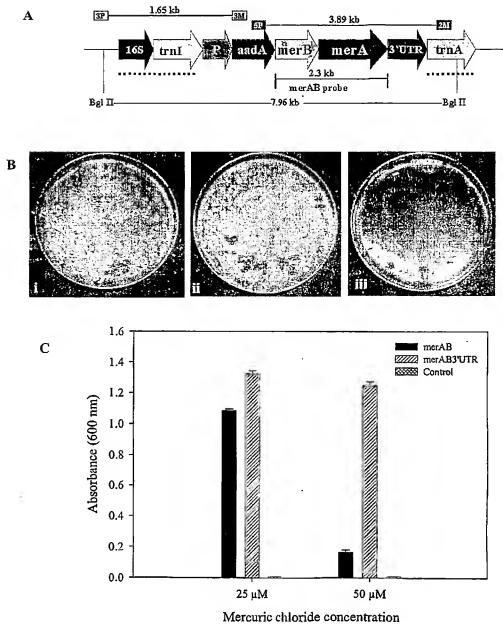 A
1.65 kb
3P
3M
3.89 kb
5P
2M
16S
trnI
P
aadA
merB
merA
3'UTR
trnA
2.3 kb
merAB probe
Bgl II
Bgl II
7.96 kb
B
i
ii
iii
C
1.6
1.4
1.2
1.0
0.8
0.6
0.4
0.2
0.0
Absorbance (600 nm)
merAB
merAB3'UTR
Control
25 µM
50 µM
Mercuric chloride concentration